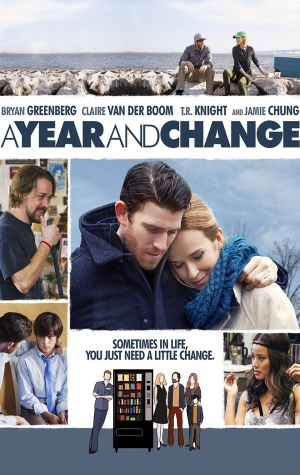 BRYAN GREENBERG CLAIRE VAN DER BOOM T.R. KNIGHT AND JAMIE CHUNG
A YEAR AND CHANGE
SOMETIMES IN LIFE,
YOU JUST NEED A LITTLE CHANGE.